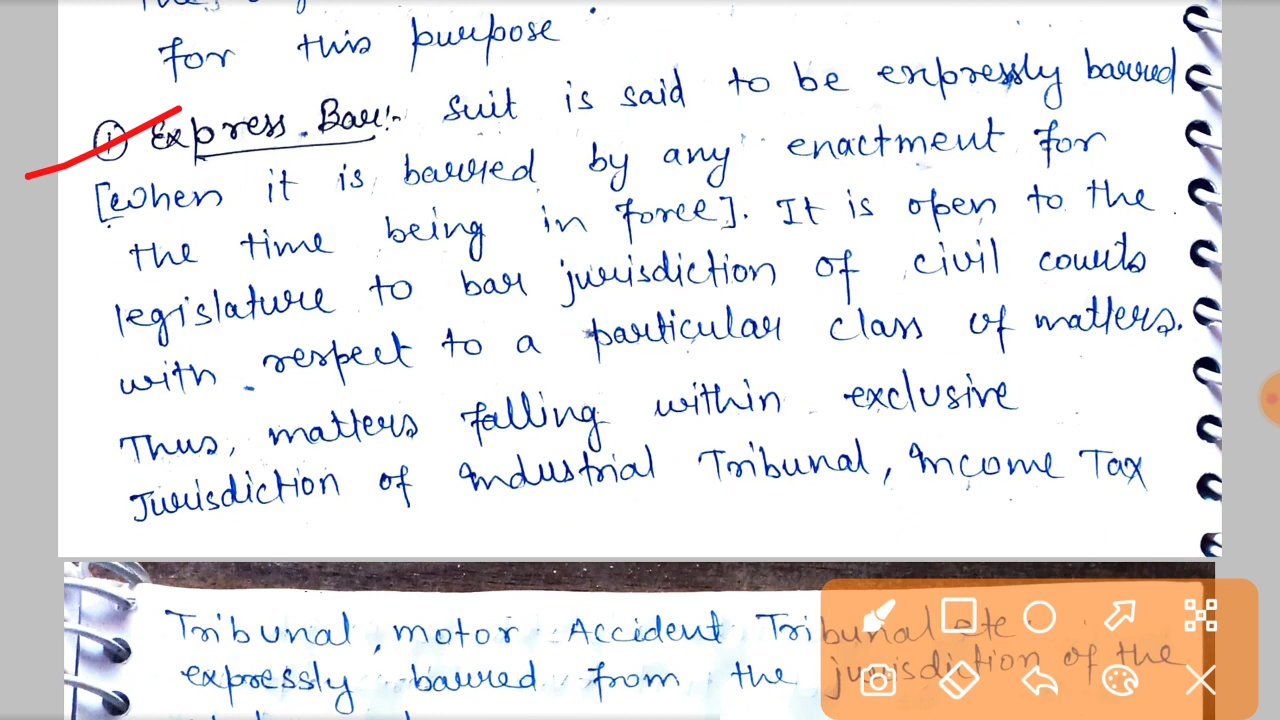 for this purpose
① Express Bar:- suit is said to be expressly barred
[when it is barred by any enactment for
the time being in force]. It is open to the
legislature to bar jurisdiction of civil courts
with respect to a particular class of matters.
Thus, matters falling within exclusive
Jurisdiction of Industrial Tribunal, Income Tax
Tribunal, motor Accident Tribunal etc.
expressly barred from the jurisdiction of the